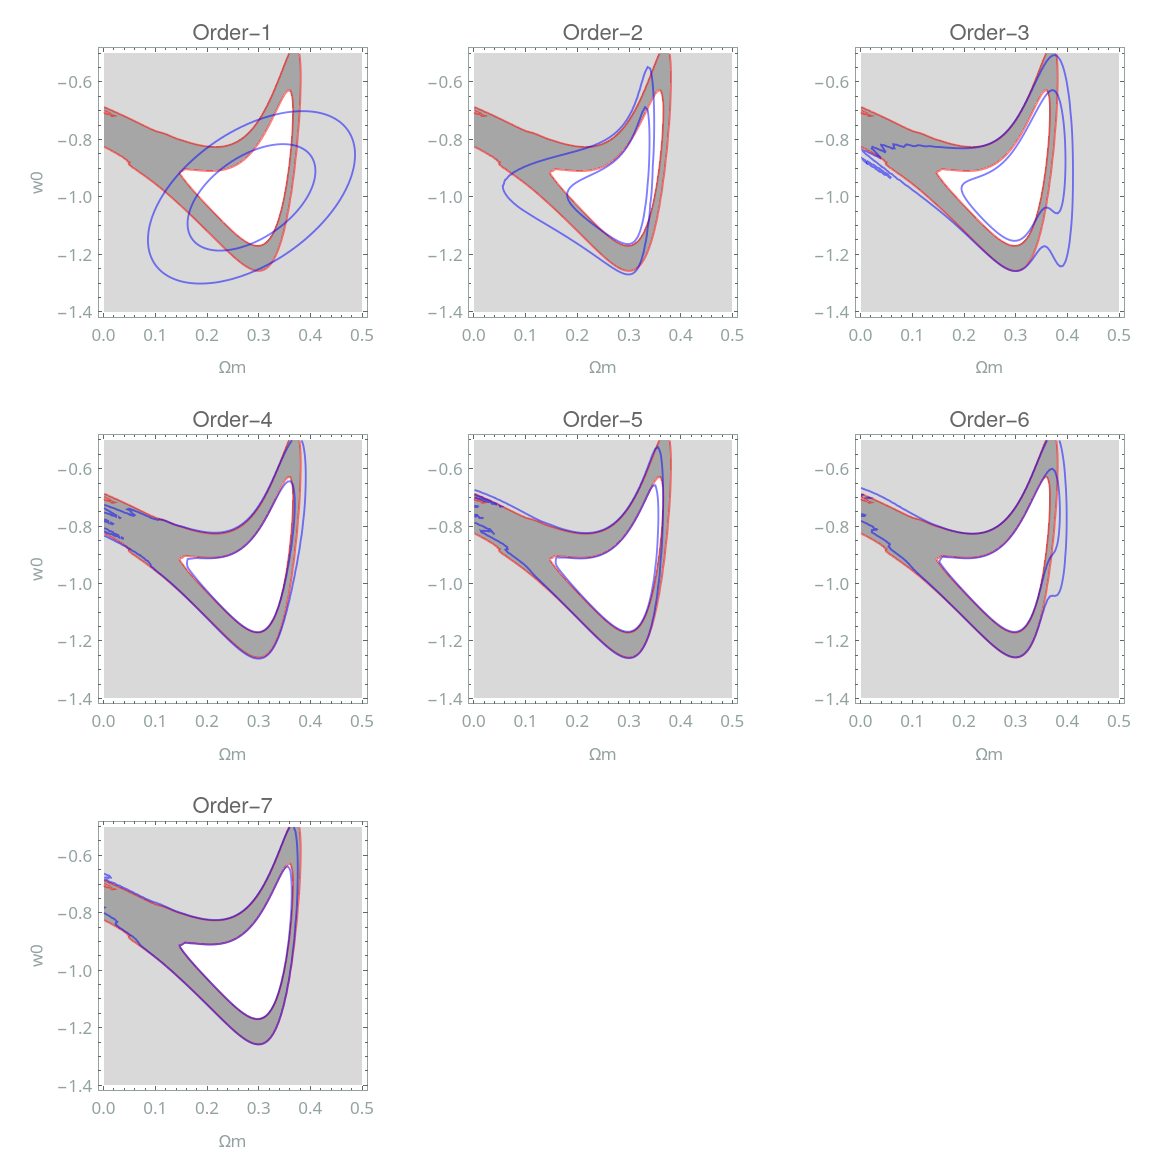 Order−1 Order−2 Order−3
−0.6 −0.6 −0.6
−0.8 −0.8 −0.8
w0 −1.0 −1.0 −1.0
−1.2 −1.2 −1.2
−1.4 −1.4 −1.4
0.0 0.1 0.2 0.3 0.4 0.5 0.0 0.1 0.2 0.3 0.4 0.5 0.0 0.1 0.2 0.3 0.4 0.5
Ωm Ωm Ωm
Order−4 Order−5 Order−6
−0.6 −0.6 −0.6
−0.8 −0.8 −0.8
w0 −1.0 −1.0 −1.0
−1.2 −1.2 −1.2
−1.4 −1.4 −1.4
0.0 0.1 0.2 0.3 0.4 0.5 0.0 0.1 0.2 0.3 0.4 0.5 0.0 0.1 0.2 0.3 0.4 0.5
Ωm Ωm Ωm
Order−7
−0.6
−0.8
w0 −1.0
−1.2
−1.4
0.0 0.1 0.2 0.3 0.4 0.5
Ωm